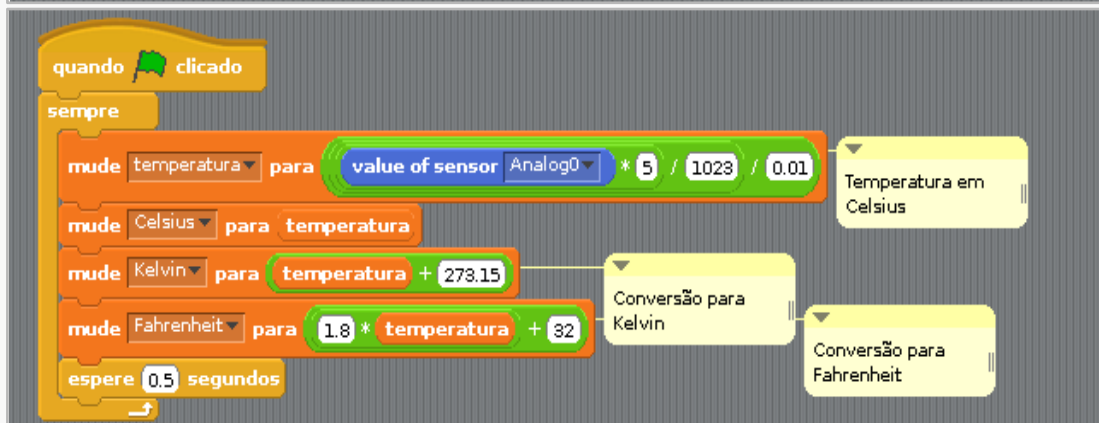 quando clicado
sempre
mude temperatura para value of sensor Analog0 * 5 / 1023 / 0.01
Temperatura em
Celsius
mude Celsius para temperatura
mude Kelvin para temperatura + 273.15
Conversão para
Kelvin
mude Fahrenheit para 1.8 * temperatura + 32
Conversão para
Fahrenheit
espere 0.5 segundos